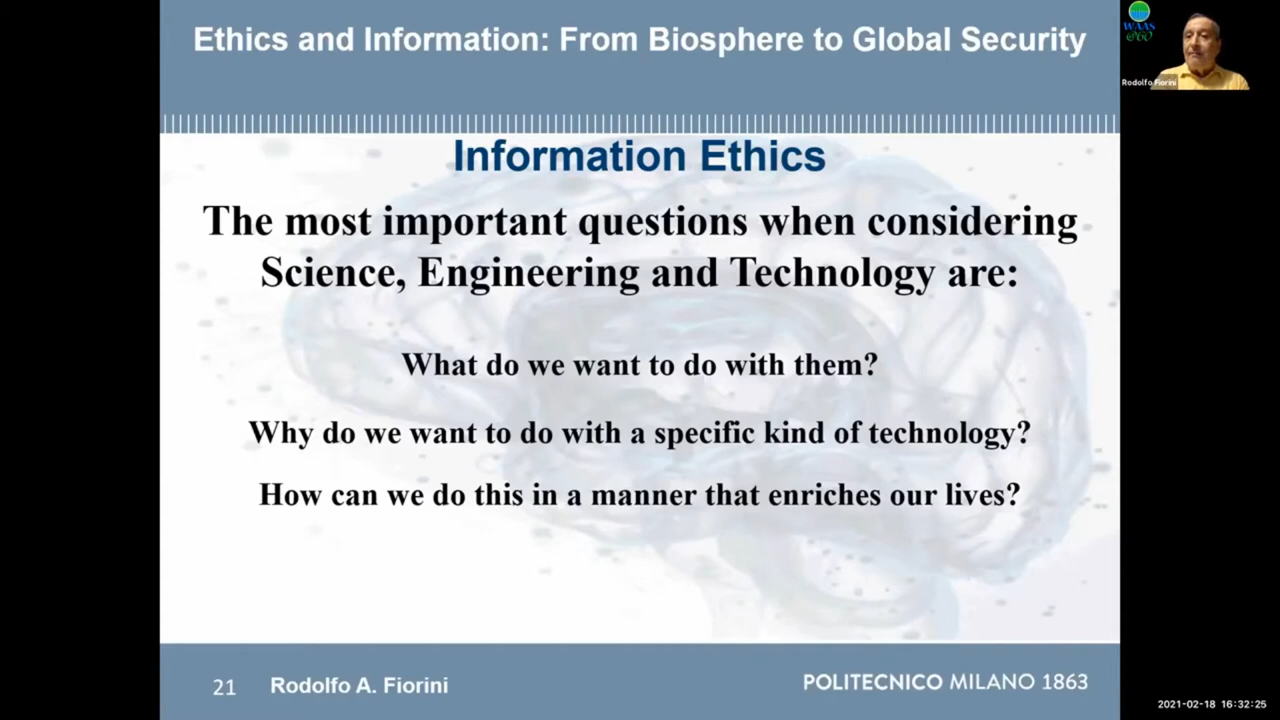 Ethics and Information: From Biosphere to Global Security
WAAS
@60
Rodolfo Fiorini
Information Ethics
The most important questions when considering
Science, Engineering and Technology are:
What do we want to do with them?
Why do we want to do with a specific kind of technology?
How can we do this in a manner that enriches our lives?
21
Rodolfo A. Fiorini
POLITECNICO MILANO 1863
2021-02-18 16:32:25